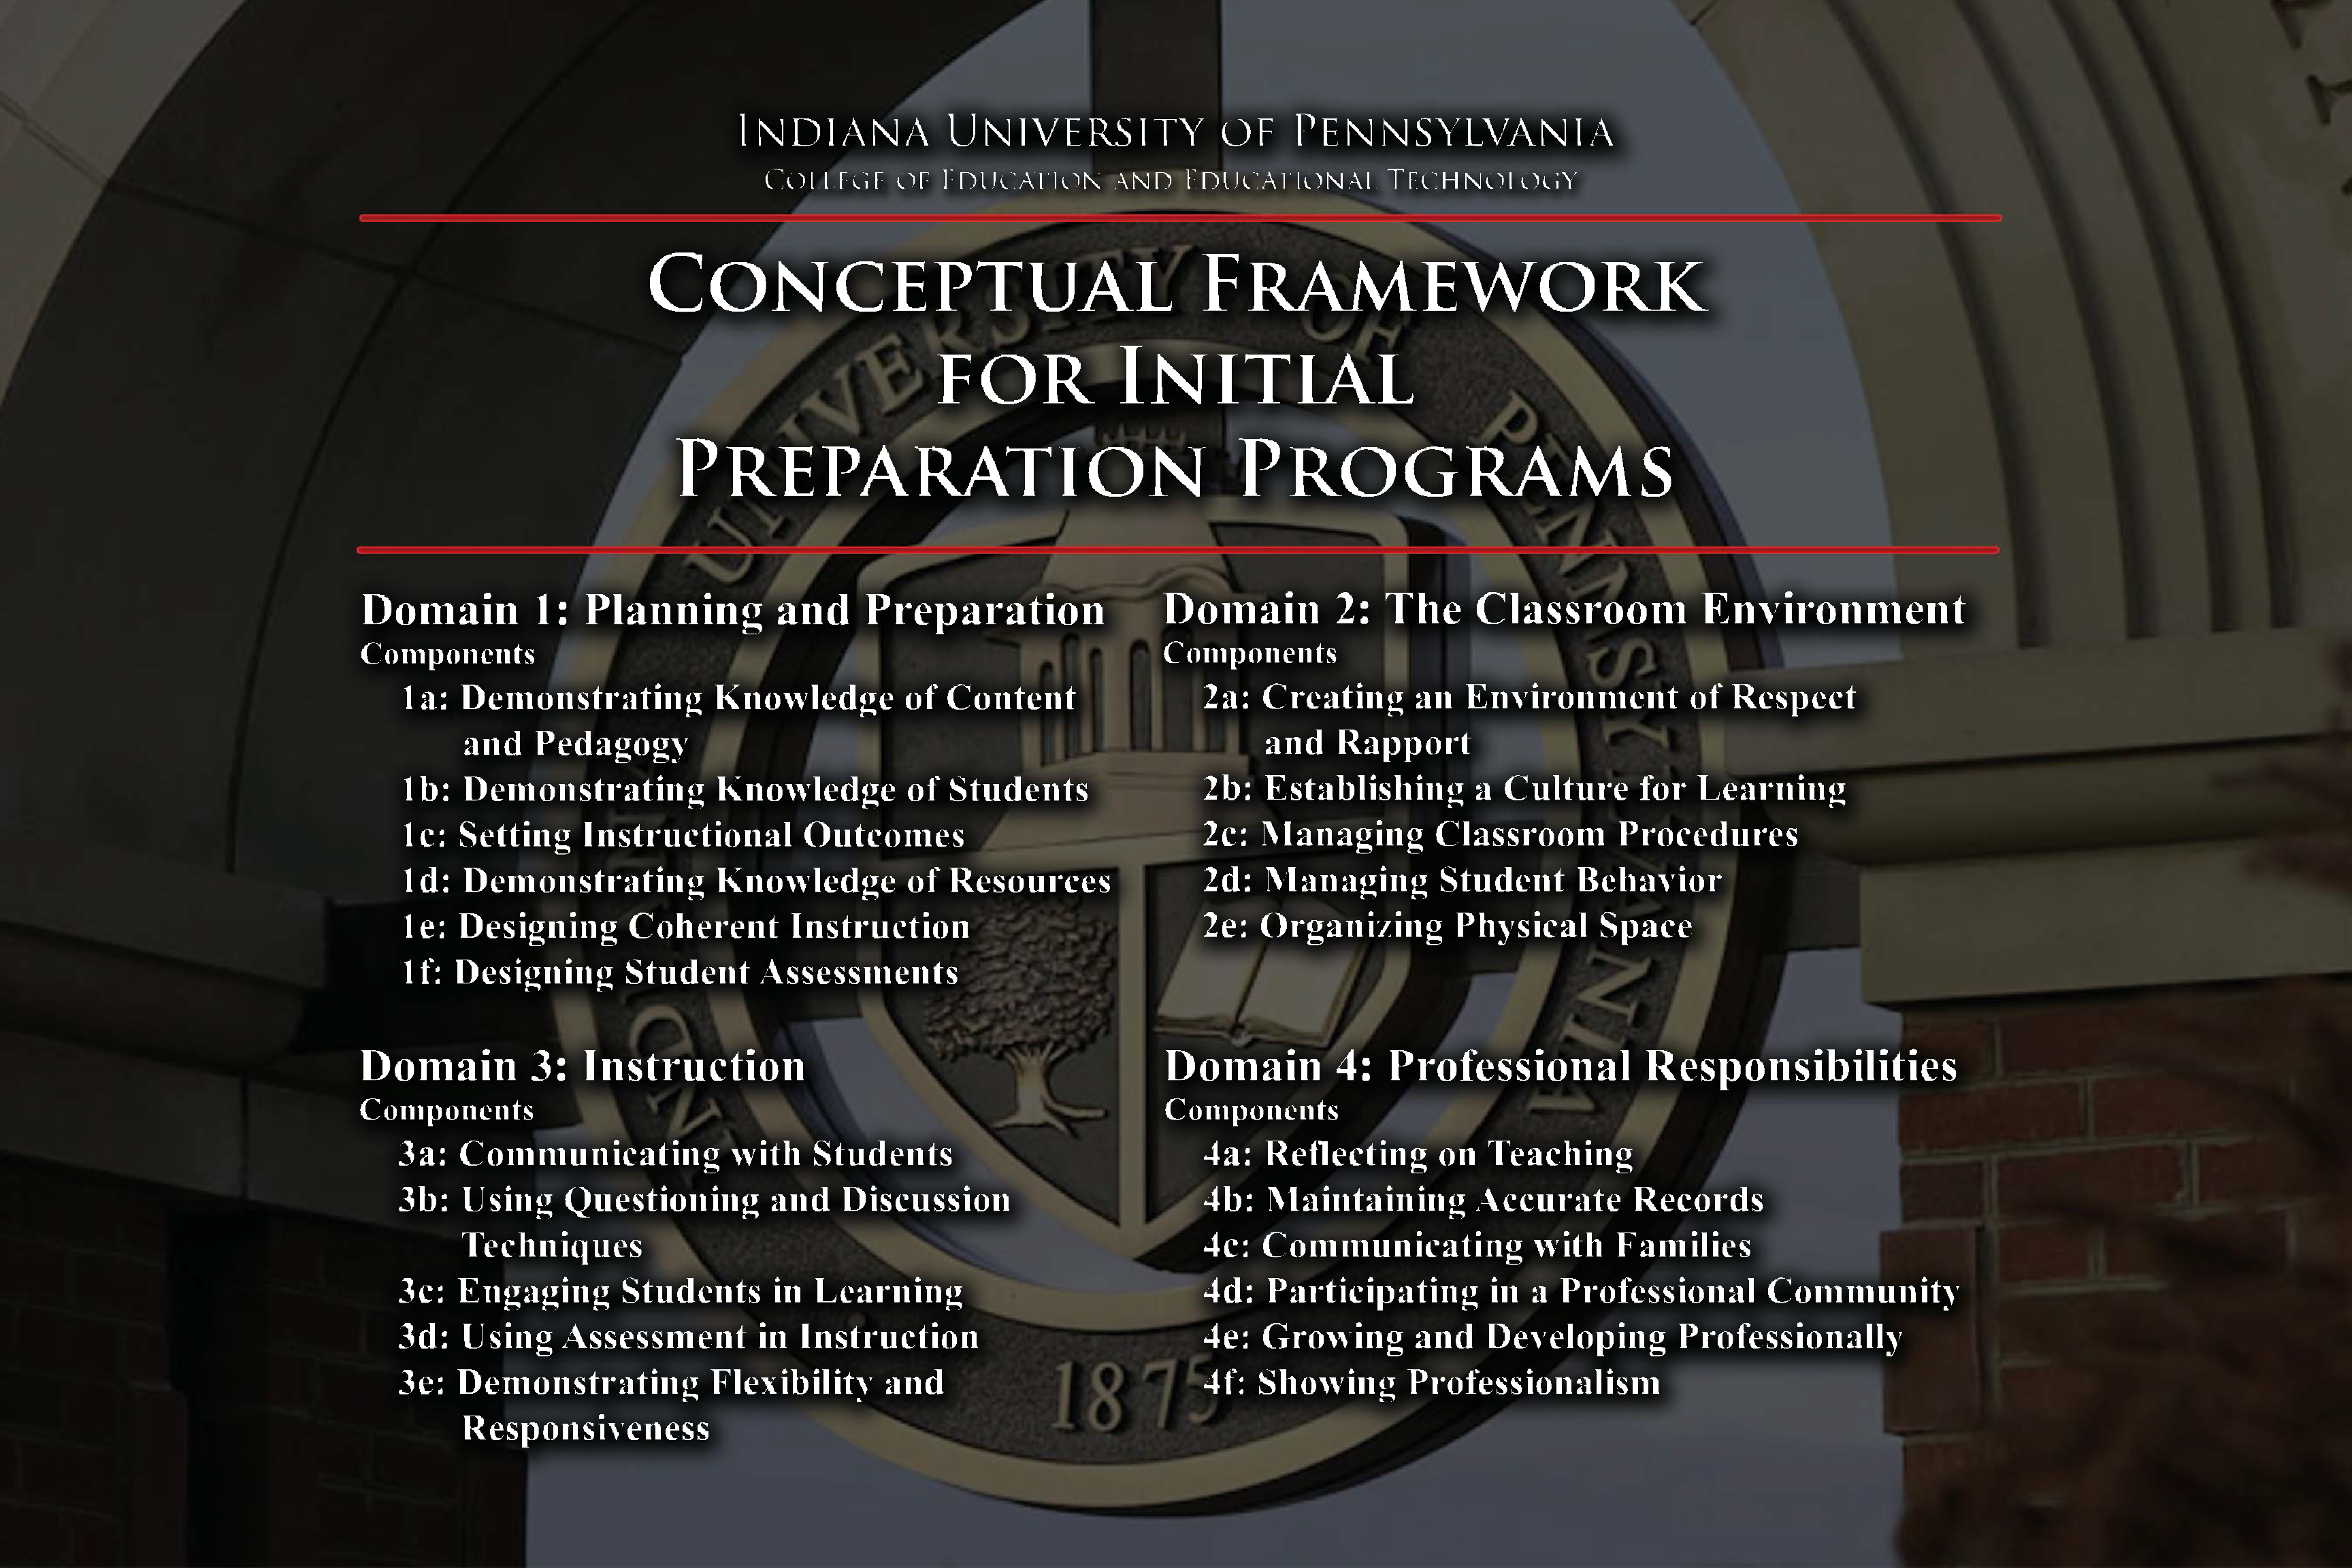 INDIANA UNIVERSITY OF PENNSYLVANIA
COLLEGE OF EDUCATION AND EDUCATIONAL TECHNOLOGY
CONCEPTUAL FRAMEWORK
FOR INITIAL
PREPARATION PROGRAMS
Domain 1: Planning and Preparation
Components
1a: Demonstrating Knowledge of Content
and Pedagogy
1b: Demonstrating Knowledge of Students
1c: Setting Instructional Outcomes
1d: Demonstrating Knowledge of Resources
1e: Designing Coherent Instruction
1f: Designing Student Assessments
Domain 2: The Classroom Environment
Components
2a: Creating an Environment of Respect
and Rapport
2b: Establishing a Culture for Learning
2c: Managing Classroom Procedures
2d: Managing Student Behavior
2e: Organizing Physical Space
Domain 3: Instruction
Components
3a: Communicating with Students
3b: Using Questioning and Discussion
Techniques
3c: Engaging Students in Learning
3d: Using Assessment in Instruction
3e: Demonstrating Flexibility and
Responsiveness
Domain 4: Professional Responsibilities
Components
4a: Reflecting on Teaching
4b: Maintaining Accurate Records
4c: Communicating with Families
4d: Participating in a Professional Community
4e: Growing and Developing Professionally
4f: Showing Professionalism
INDIANA UNIVERSITY OF PENNSYLVANIA
1875